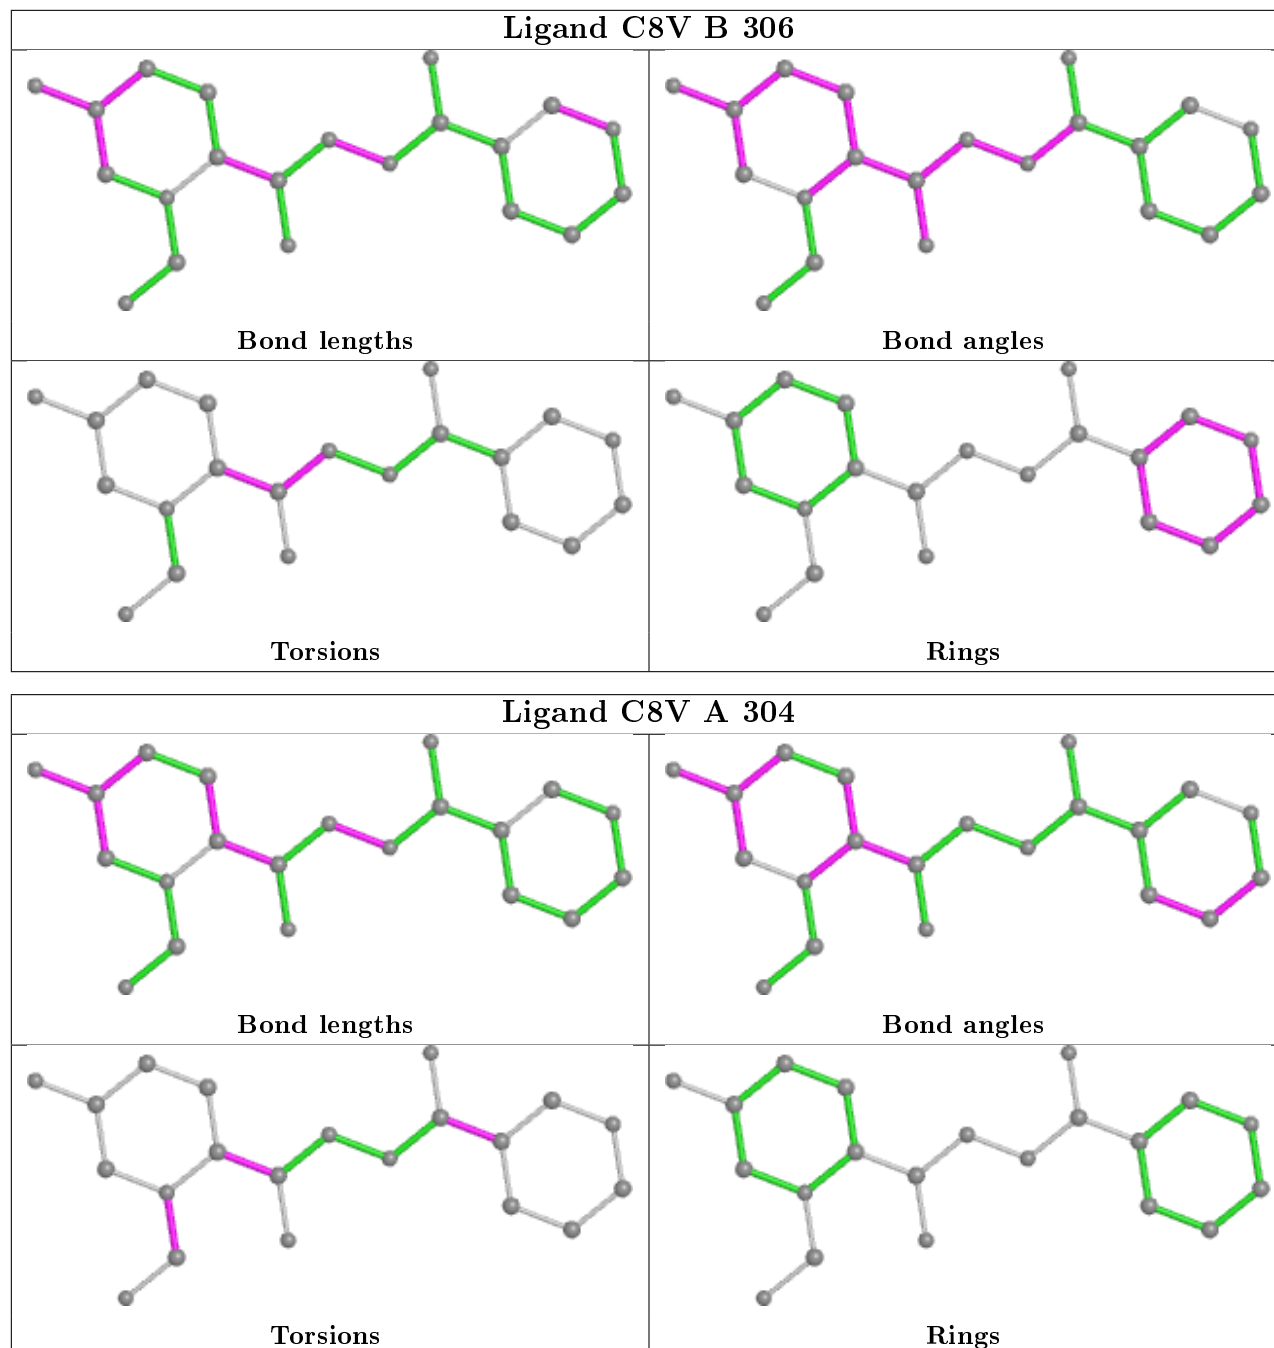 Ligand C8V B 306
Bond lengths
Bond angles
Torsions
Rings
Ligand C8V A 304
Bond lengths
Bond angles
Torsions
Rings